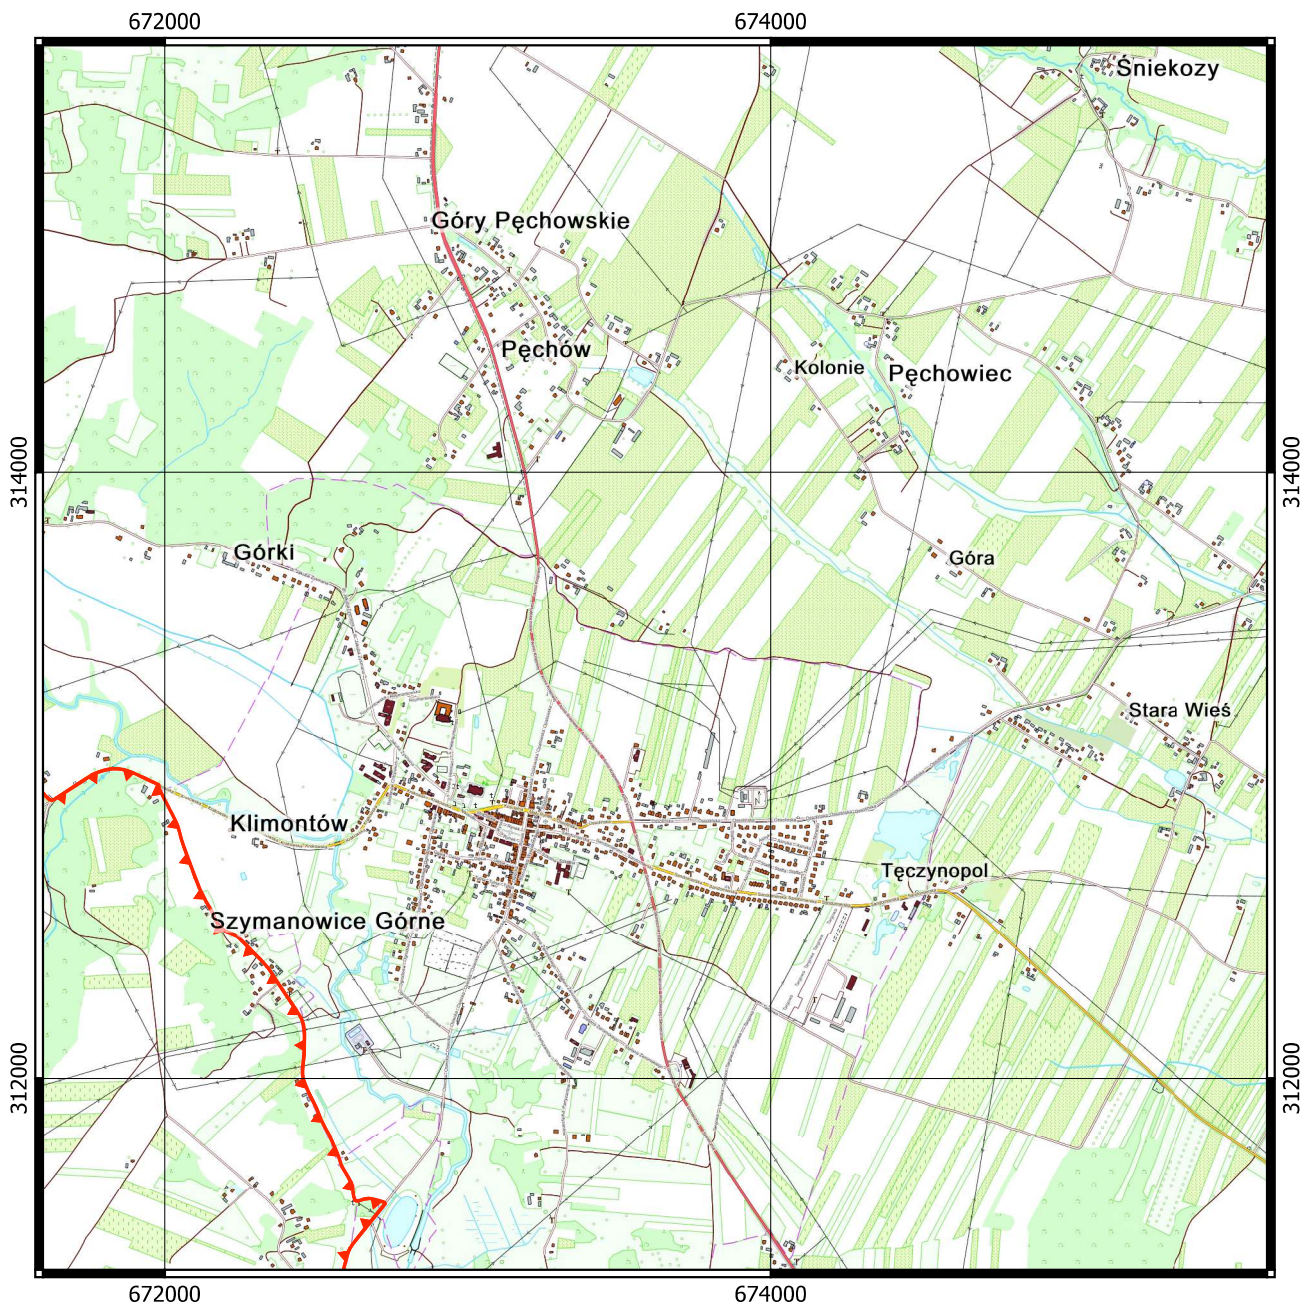 672000
674000
Śniekozy
Góry Pęchowskie
Pęchów
Kolonie
Pęchowiec
314000
314000
Górki
Góra
Stara Wieś
Klimontów
Tęczynopol
Szymanowice Górne
312000
312000
672000
674000